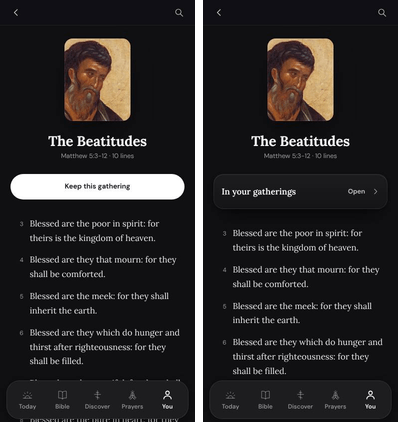 The Beatitudes
Matthew 5:3-12 · 10 lines
Keep this gathering
3 Blessed are the poor in spirit: for
theirs is the kingdom of heaven.
4 Blessed are they that mourn: for they
shall be comforted.
5 Blessed are the meek: for they shall
inherit the earth.
6 Blessed are they which do hunger and
thirst after righteousness: for they
shall be filled.
Today Bible Discover Prayers You
The Beatitudes
Matthew 5:3-12 · 10 lines
In your gatherings Open
3 Blessed are the poor in spirit: for
theirs is the kingdom of heaven.
4 Blessed are they that mourn: for they
shall be comforted.
5 Blessed are the meek: for they shall
inherit the earth.
6 Blessed are they which do hunger and
thirst after righteousness: for they
shall be filled.
Today Bible Discover Prayers You